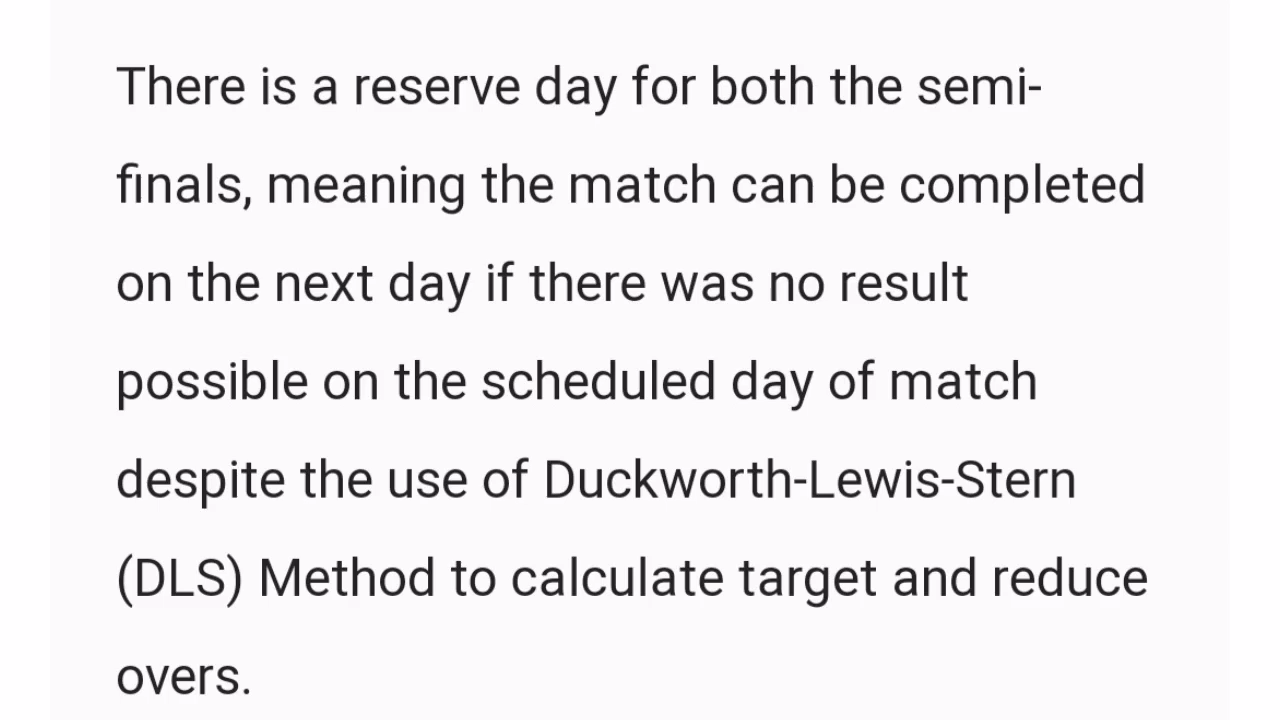 There is a reserve day for both the semi-
finals, meaning the match can be completed
on the next day if there was no result
possible on the scheduled day of match
despite the use of Duckworth-Lewis-Stern
(DLS) Method to calculate target and reduce
overs.